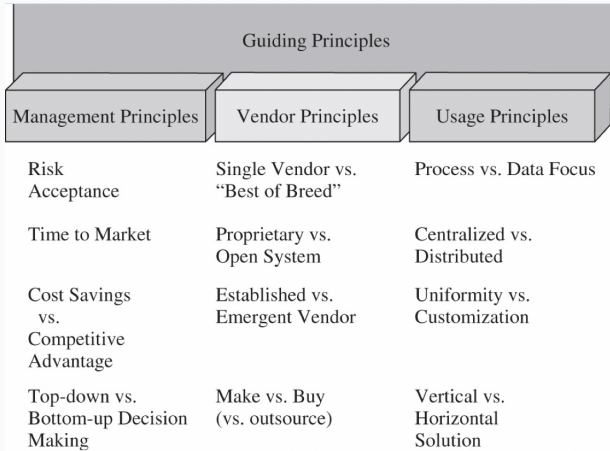 Guiding Principles
Management Principles
Vendor Principles
Usage Principles
Risk
Acceptance
Single Vendor vs.
“Best of Breed”
Process vs. Data Focus
Time to Market
Proprietary vs.
Open System
Centralized vs.
Distributed
Cost Savings
vs.
Competitive
Advantage
Established vs.
Emergent Vendor
Uniformity vs.
Customization
Top-down vs.
Bottom-up Decision
Making
Make vs. Buy
(vs. outsource)
Vertical vs.
Horizontal
Solution